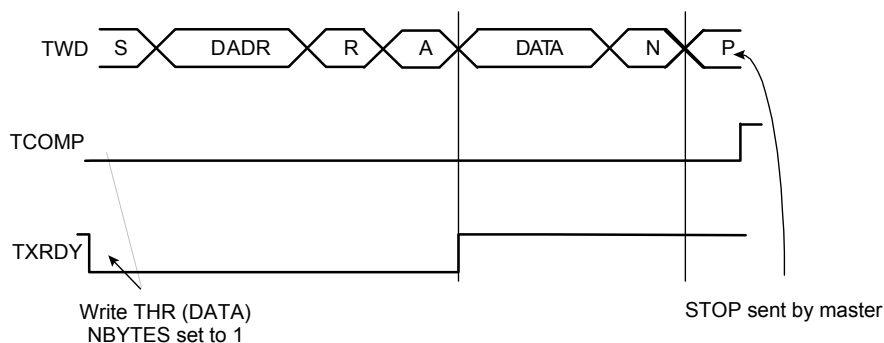 TWD S DADR R A DATA N P
TCOMP
TXRDY
Write THR (DATA)
NBYTES set to 1
STOP sent by master